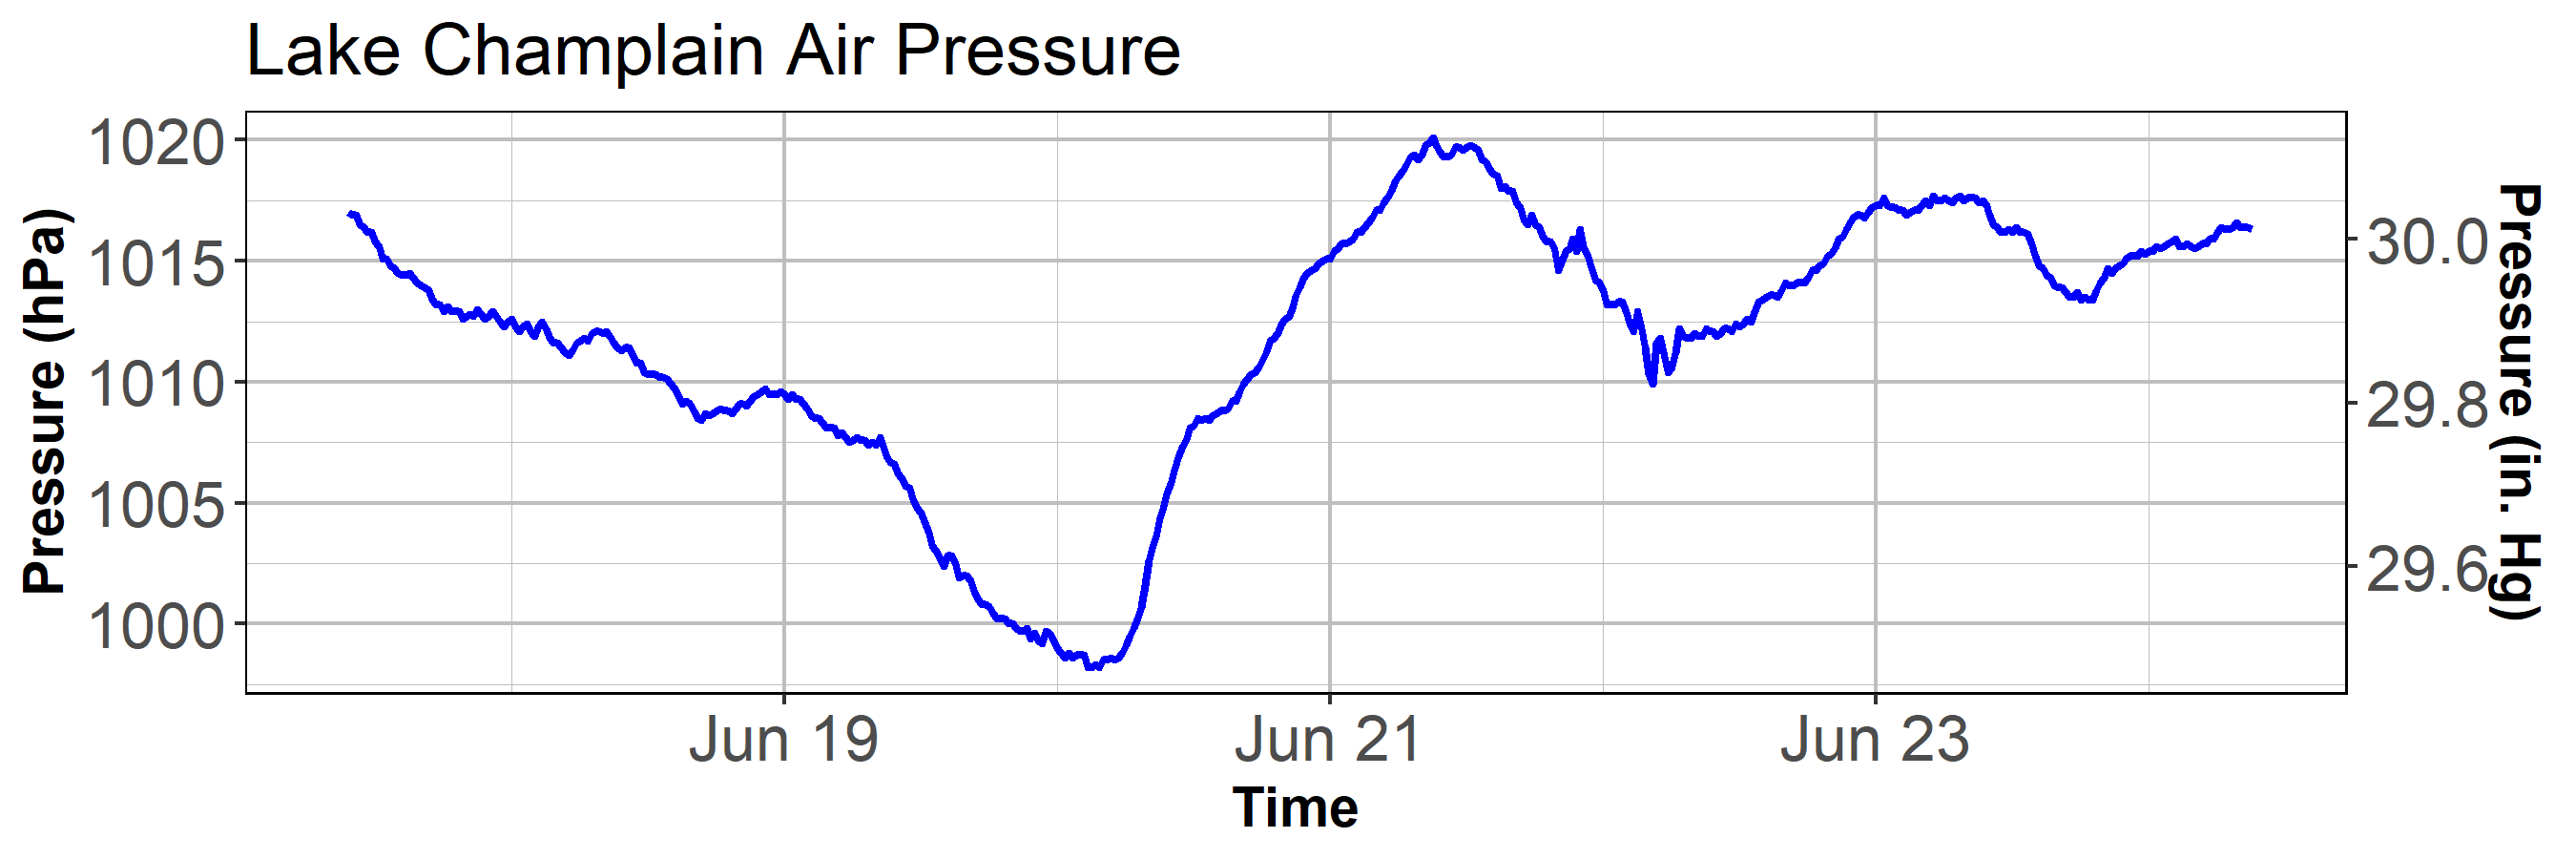 Lake Champlain Air Pressure
Pressure (hPa)
1020
1015
1010
1005
1000
30.0
29.8
29.6
Pressure (in. Hg)
Jun 19
Jun 21
Jun 23
Time